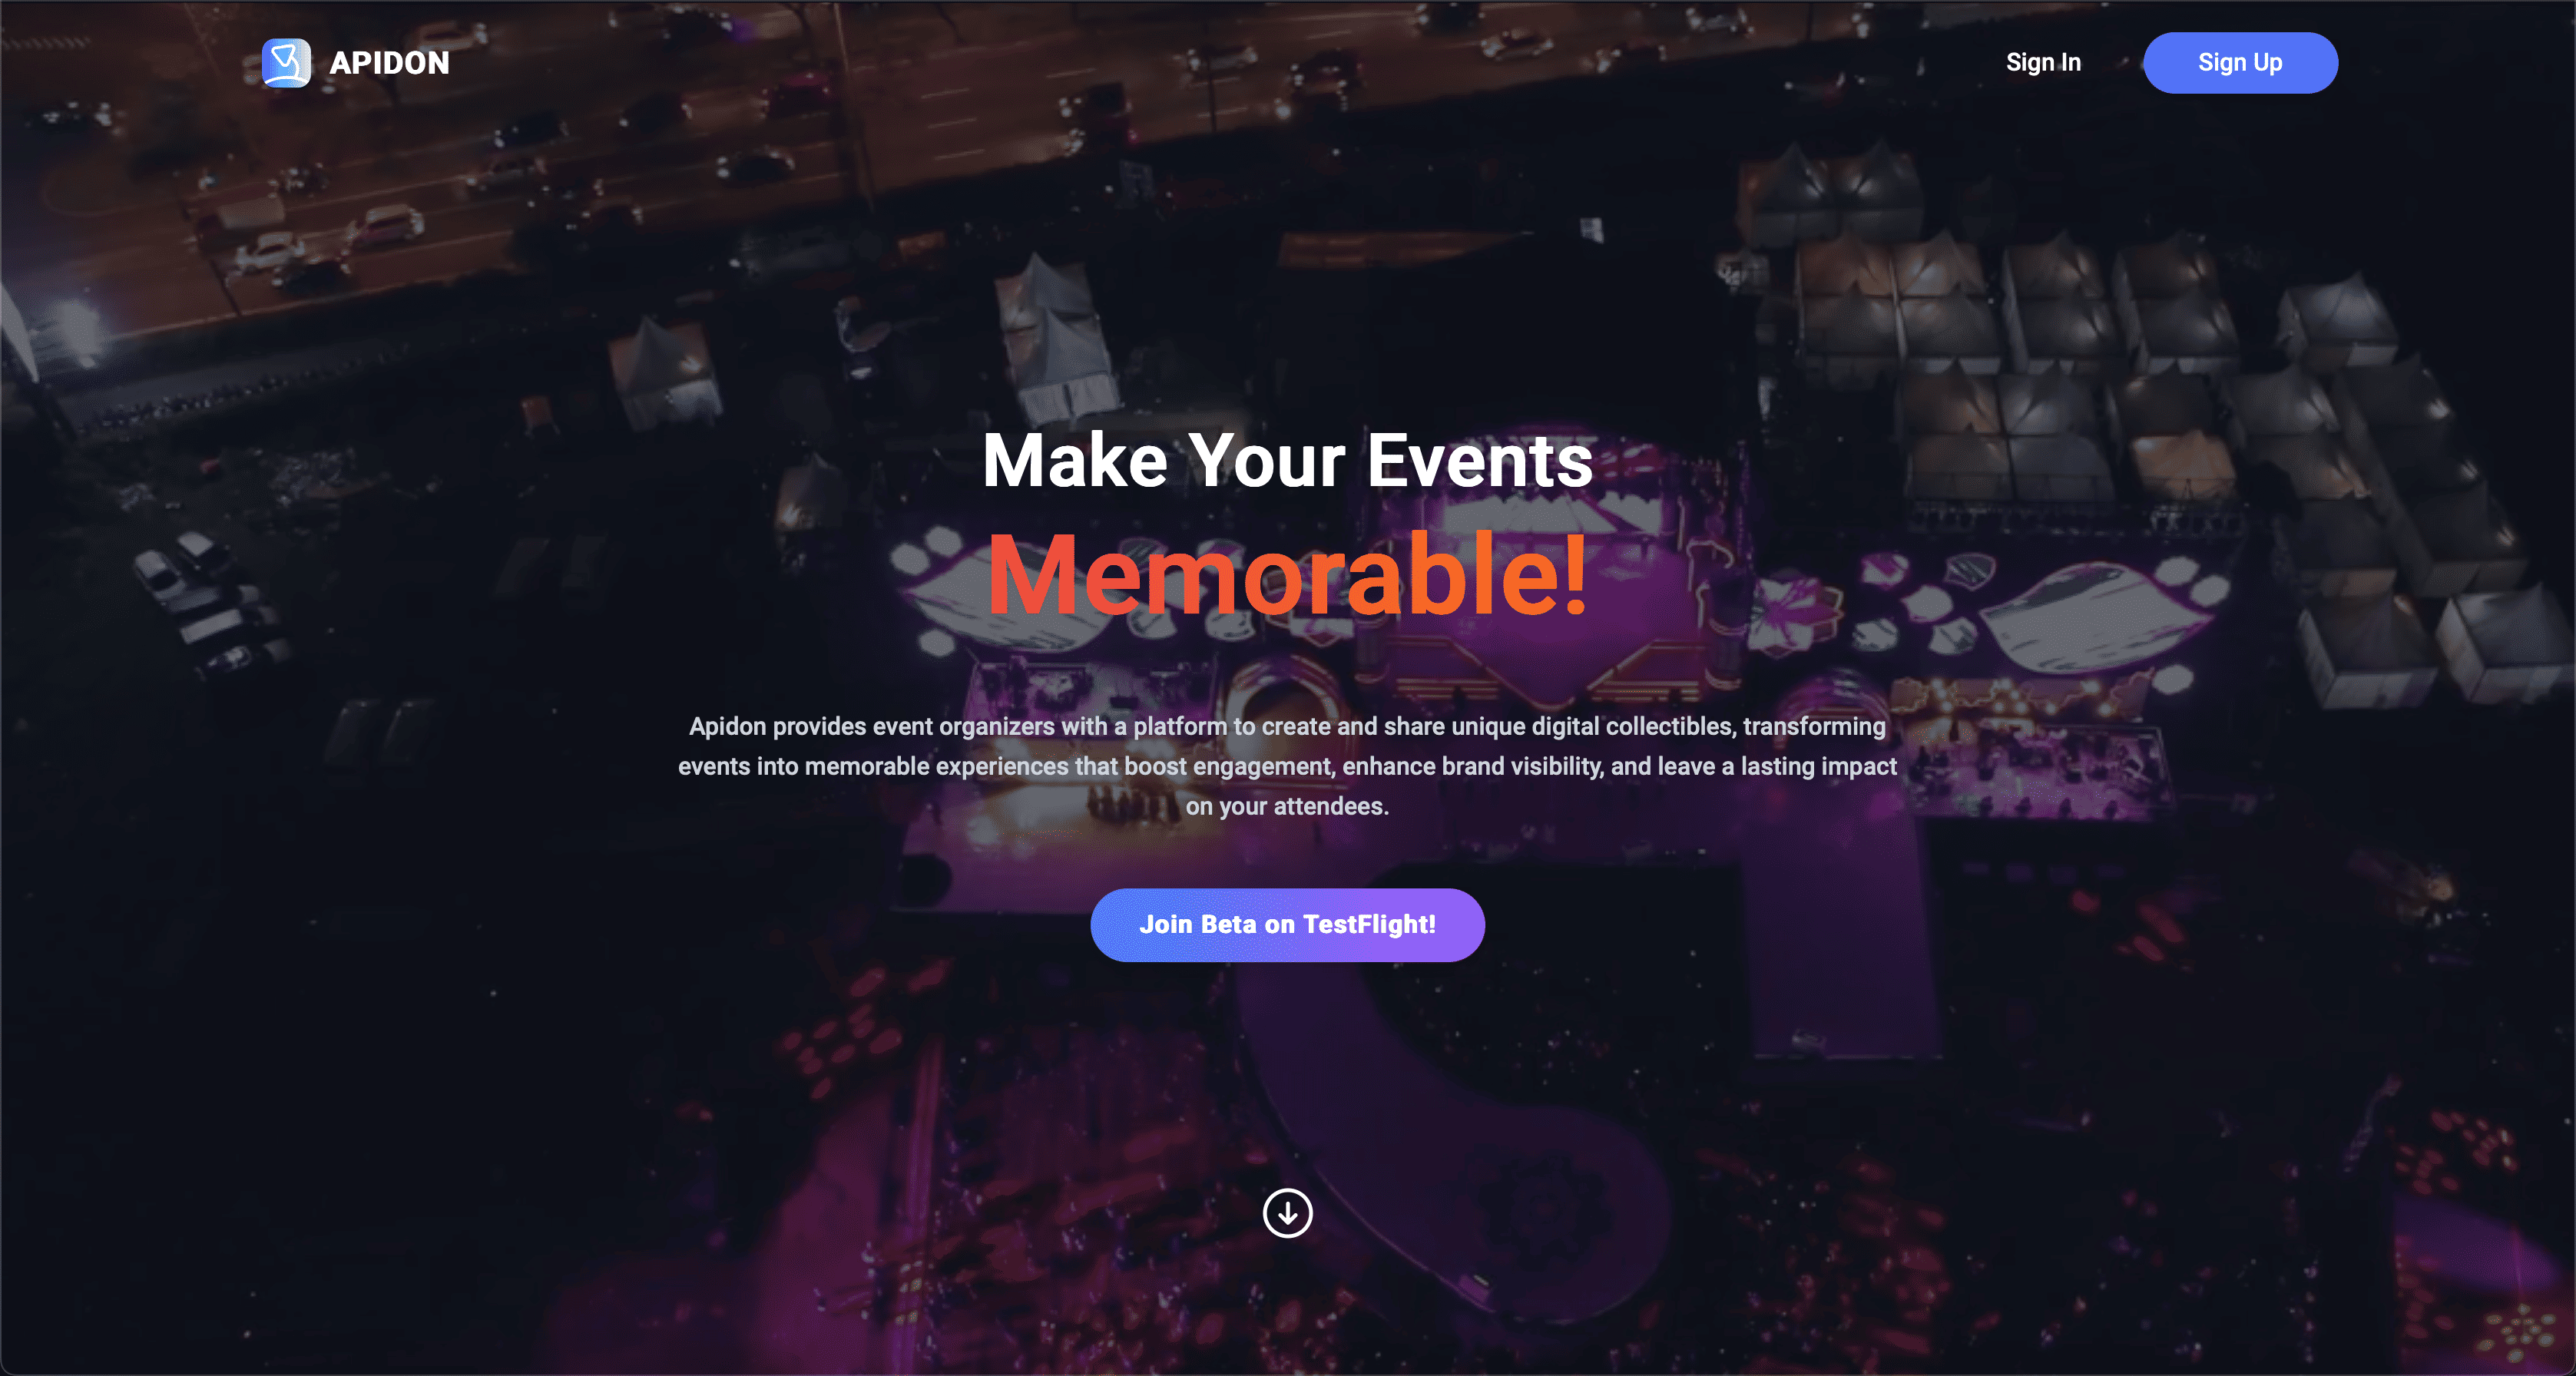 APIDON
Sign In
Sign Up
Make Your Events
Memorable!
Apidon provides event organizers with a platform to create and share unique digital collectibles, transforming
events into memorable experiences that boost engagement, enhance brand visibility, and leave a lasting impact
on your attendees.
Join Beta on TestFlight!